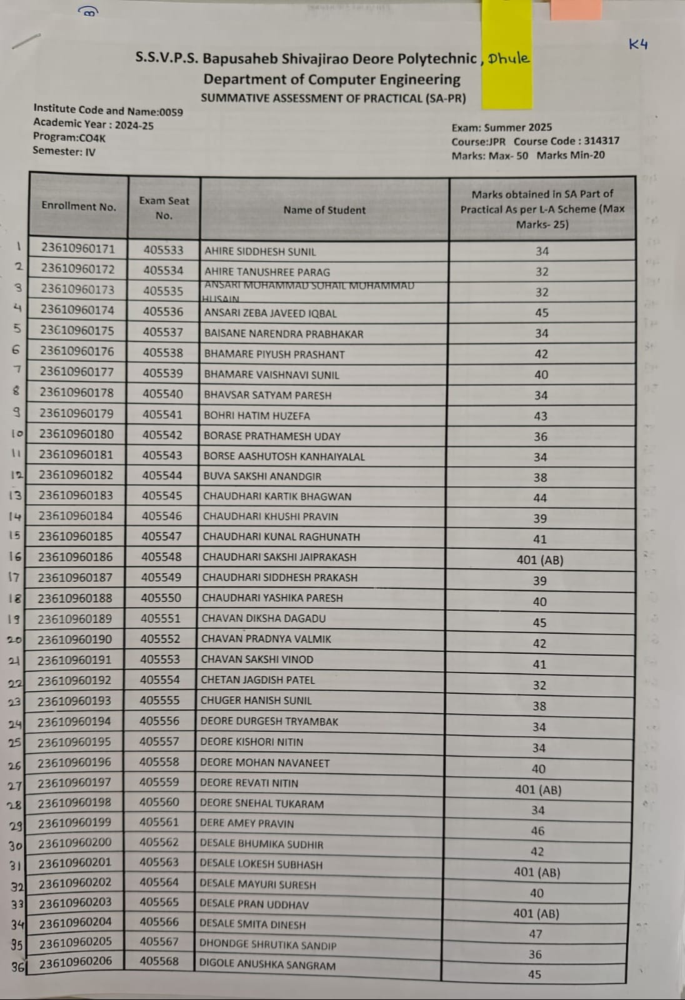 8
K4
S.S.V.P.S. Bapusaheb Shivajirao Deore Polytechnic , Dhule
Department of Computer Engineering
SUMMATIVE ASSESSMENT OF PRACTICAL (SA-PR)
Institute Code and Name:0059
Academic Year : 2024-25
Program:CO4K
Semester: IV
Exam: Summer 2025
Course:JPR Course Code : 314317
Marks: Max- 50 Marks Min-20
Enrollment No. Exam Seat No. Name of Student Marks obtained in SA Part of Practical As per L-A Scheme (Max Marks- 25)
1 23610960171 405533 AHIRE SIDDHESH SUNIL 34
2 23610960172 405534 AHIRE TANUSHREE PARAG 32
3 23610960173 405535 ANSARI MOHAMMAD SOHAIL MOHAMMAD HUSAIN 32
4 23610960174 405536 ANSARI ZEBA JAVEED IQBAL 45
5 23610960175 405537 BAISANE NARENDRA PRABHAKAR 34
6 23610960176 405538 BHAMARE PIYUSH PRASHANT 42
7 23610960177 405539 BHAMARE VAISHNAVI SUNIL 40
8 23610960178 405540 BHAVSAR SATYAM PARESH 34
9 23610960179 405541 BOHRI HATIM HUZEFA 43
10 23610960180 405542 BORASE PRATHAMESH UDAY 36
11 23610960181 405543 BORSE AASHUTOSH KANHAIYALAL 34
12 23610960182 405544 BUVA SAKSHI ANANDGIR 38
13 23610960183 405545 CHAUDHARI KARTIK BHAGWAN 44
14 23610960184 405546 CHAUDHARI KHUSHI PRAVIN 39
15 23610960185 405547 CHAUDHARI KUNAL RAGHUNATH 41
16 23610960186 405548 CHAUDHARI SAKSHI JAIPRAKASH 401 (AB)
17 23610960187 405549 CHAUDHARI SIDDHESH PRAKASH 39
18 23610960188 405550 CHAUDHARI YASHIKA PARESH 40
19 23610960189 405551 CHAVAN DIKSHA DAGADU 45
20 23610960190 405552 CHAVAN PRADNYA VALMIK 42
21 23610960191 405553 CHAVAN SAKSHI VINOD 41
22 23610960192 405554 CHETAN JAGDISH PATEL 32
23 23610960193 405555 CHUGER HANISH SUNIL 38
24 23610960194 405556 DEORE DURGESH TRYAMBAK 34
25 23610960195 405557 DEORE KISHORI NITIN 34
26 23610960196 405558 DEORE MOHAN NAVANEET 40
27 23610960197 405559 DEORE REVATI NITIN 401 (AB)
28 23610960198 405560 DEORE SNEHAL TUKARAM 34
29 23610960199 405561 DERE AMEY PRAVIN 46
30 23610960200 405562 DESALE BHUMIKA SUDHIR 42
31 23610960201 405563 DESALE LOKESH SUBHASH 401 (AB)
32 23610960202 405564 DESALE MAYURI SURESH 40
33 23610960203 405565 DESALE PRAN UDDHAV 401 (AB)
34 23610960204 405566 DESALE SMITA DINESH 47
35 23610960205 405567 DHONDGE SHRUTIKA SANDIP 36
36 23610960206 405568 DIGOLE ANUSHKA SANGRAM 45